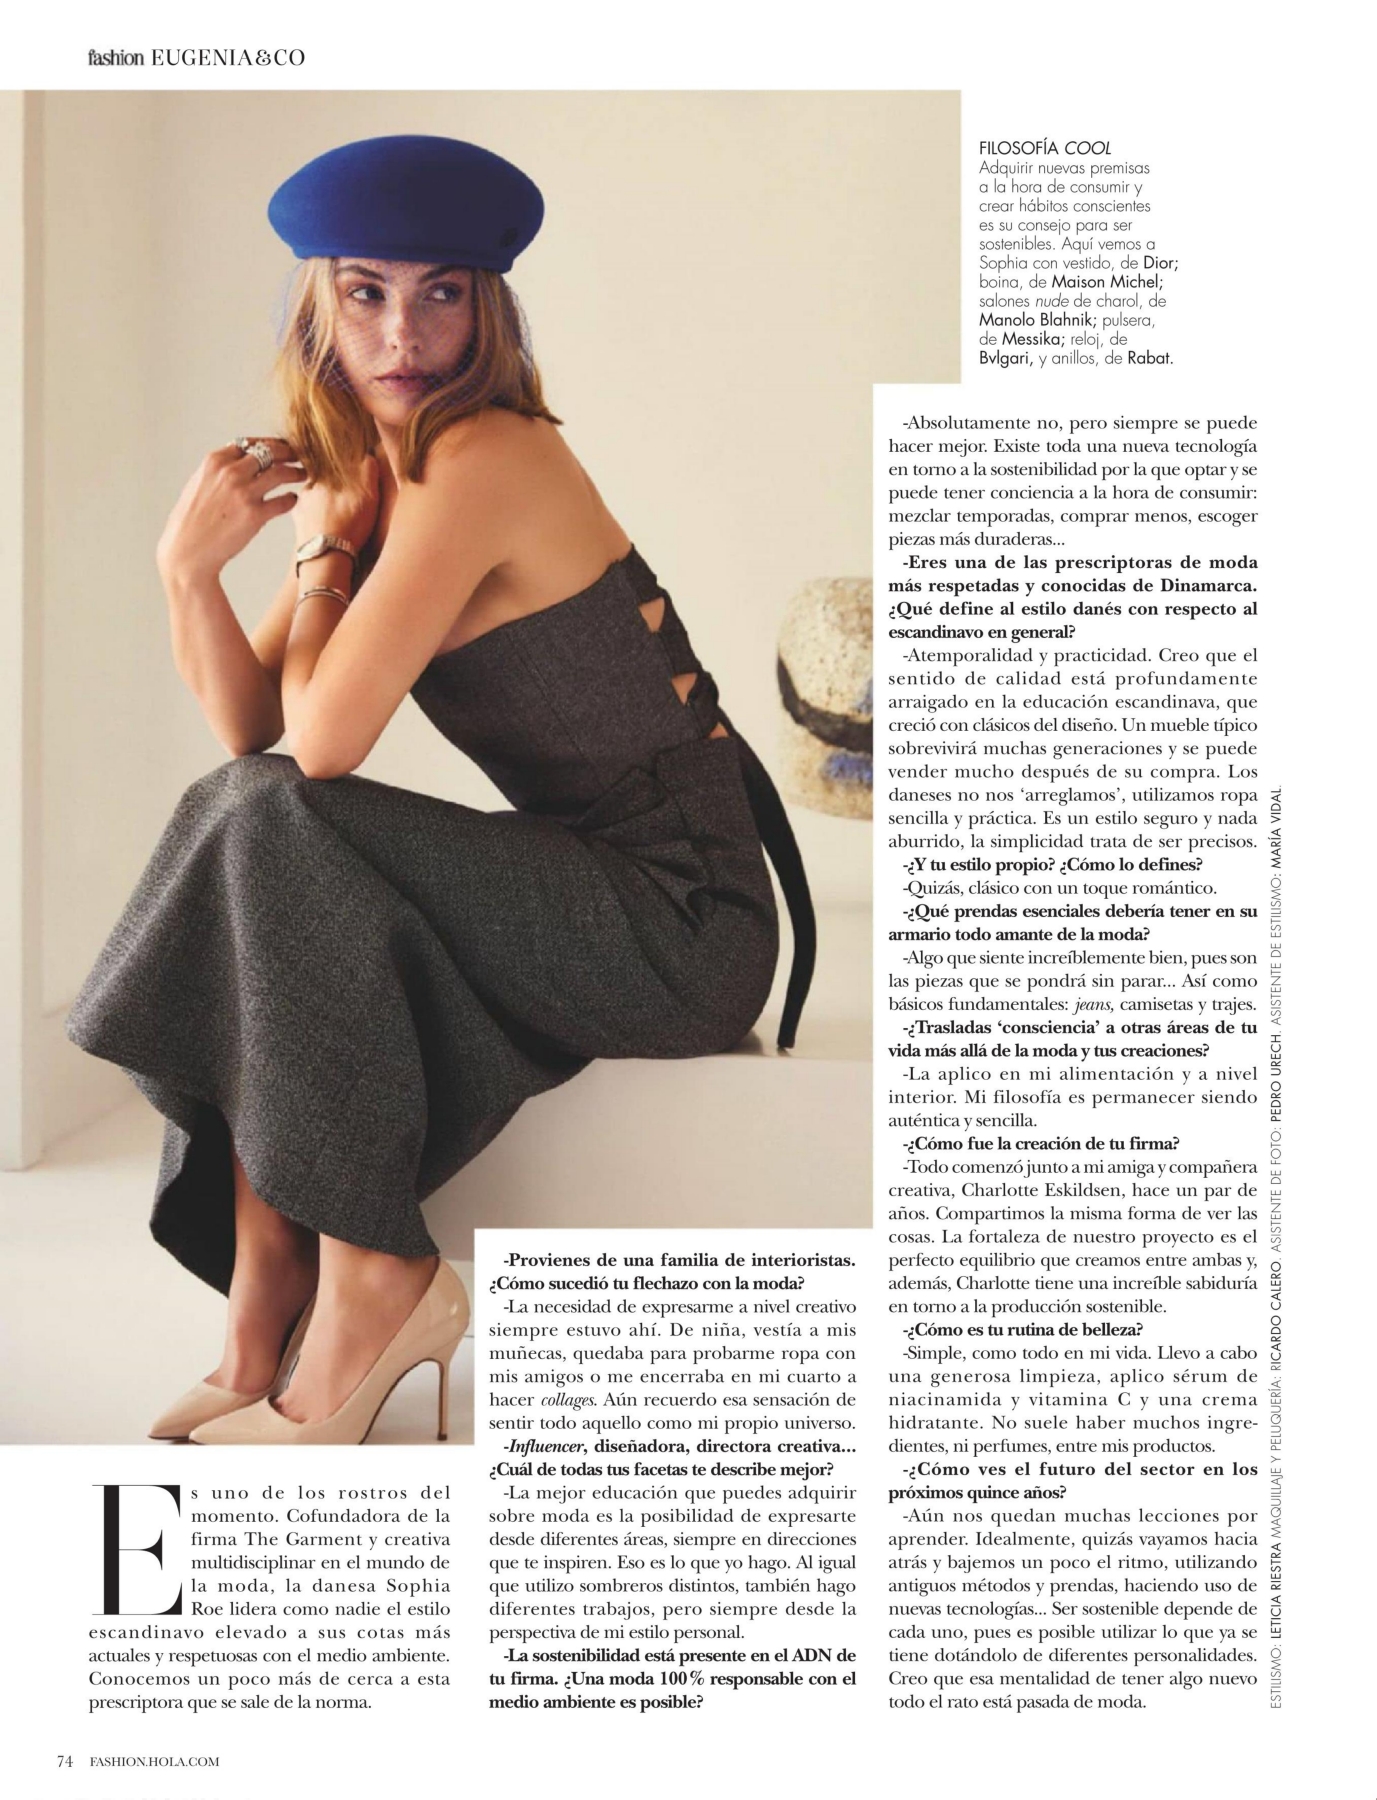 fashion EUGENIA&CO
FILOSOFÍA COOL
Adquirir nuevas premisas
a la hora de consumir y
crear hábitos conscientes
es su consejo para ser
sostenibles. Aquí vemos a
Sophia con vestido, de Dior;
boina, de Maison Michel;
salones nude de charol, de
Manolo Blahnik; pulsera,
de Messika; reloj, de
Bvlgari, y anillos, de Rabat.
Es uno de los rostros del
momento. Cofundadora de la
firma The Garment y creativa
multidisciplinar en el mundo de
la moda, la danesa Sophia
Roe lidera como nadie el estilo
escandinavo elevado a sus cotas más
actuales y respetuosas con el medio ambiente.
Conocemos un poco más de cerca a esta
prescriptora que se sale de la norma.
-Provienes de una familia de interioristas.
¿Cómo sucedió tu flechazo con la moda?
-La necesidad de expresarme a nivel creativo
siempre estuvo ahí. De niña, vestía a mis
muñecas, quedaba para probarme ropa con
mis amigos o me encerraba en mi cuarto a
hacer collages. Aún recuerdo esa sensación de
sentir todo aquello como mi propio universo.
-Influencer, diseñadora, directora creativa...
¿Cuál de todas tus facetas te describe mejor?
-La mejor educación que puedes adquirir
sobre moda es la posibilidad de expresarte
desde diferentes áreas, siempre en direcciones
que te inspiren. Eso es lo que yo hago. Al igual
que utilizo sombreros distintos, también hago
diferentes trabajos, pero siempre desde la
perspectiva de mi estilo personal.
-La sostenibilidad está presente en el ADN de
tu firma. ¿Una moda 100% responsable con el
medio ambiente es posible?
-Absolutamente no, pero siempre se puede
hacer mejor. Existe toda una nueva tecnología
en torno a la sostenibilidad por la que optar y se
puede tener conciencia a la hora de consumir:
mezclar temporadas, comprar menos, escoger
piezas más duraderas...
-Eres una de las prescriptoras de moda
más respetadas y conocidas de Dinamarca.
¿Qué define al estilo danés con respecto al
escandinavo en general?
-Atemporalidad y practicidad. Creo que el
sentido de calidad está profundamente
arraigado en la educación escandinava, que
creció con clásicos del diseño. Un mueble típico
sobrevivirá muchas generaciones y se puede
vender mucho después de su compra. Los
daneses no nos ‘arreglamos’, utilizamos ropa
sencilla y práctica. Es un estilo seguro y nada
aburrido, la simplicidad trata de ser precisos.
-¿Y tu estilo propio? ¿Cómo lo defines?
-Quizás, clásico con un toque romántico.
-¿Qué prendas esenciales debería tener en su
armario todo amante de la moda?
-Algo que siente increíblemente bien, pues son
las piezas que se pondrá sin parar... Así como
básicos fundamentales: jeans, camisetas y trajes.
-¿Trasladas ‘consciencia’ a otras áreas de tu
vida más allá de la moda y tus creaciones?
-La aplico en mi alimentación y a nivel
interior. Mi filosofía es permanecer siendo
auténtica y sencilla.
-¿Cómo fue la creación de tu firma?
-Todo comenzó junto a mi amiga y compañera
creativa, Charlotte Eskildsen, hace un par de
años. Compartimos la misma forma de ver las
cosas. La fortaleza de nuestro proyecto es el
perfecto equilibrio que creamos entre ambas y,
además, Charlotte tiene una increíble sabiduría
en torno a la producción sostenible.
-¿Cómo es tu rutina de belleza?
-Simple, como todo en mi vida. Llevo a cabo
una generosa limpieza, aplico sérum de
niacinamida y vitamina C y una crema
hidratante. No suele haber muchos ingre-
dientes, ni perfumes, entre mis productos.
-¿Cómo ves el futuro del sector en los
próximos quince años?
-Aún nos quedan muchas lecciones por
aprender. Idealmente, quizás vayamos hacia
atrás y bajemos un poco el ritmo, utilizando
antiguos métodos y prendas, haciendo uso de
nuevas tecnologías... Ser sostenible depende de
cada uno, pues es posible utilizar lo que ya se
tiene dotándolo de diferentes personalidades.
Creo que esa mentalidad de tener algo nuevo
todo el rato está pasada de moda.
ESTILISMO: LETICIA RIESTRA MAQUILLAJE Y PELUQUERÍA: RICARDO CALERO. ASISTENTE DE FOTO: PEDRO URECH. ASISTENTE DE ESTILISMO: MARÍA VIDAL.
74 FASHION.HOLA.COM